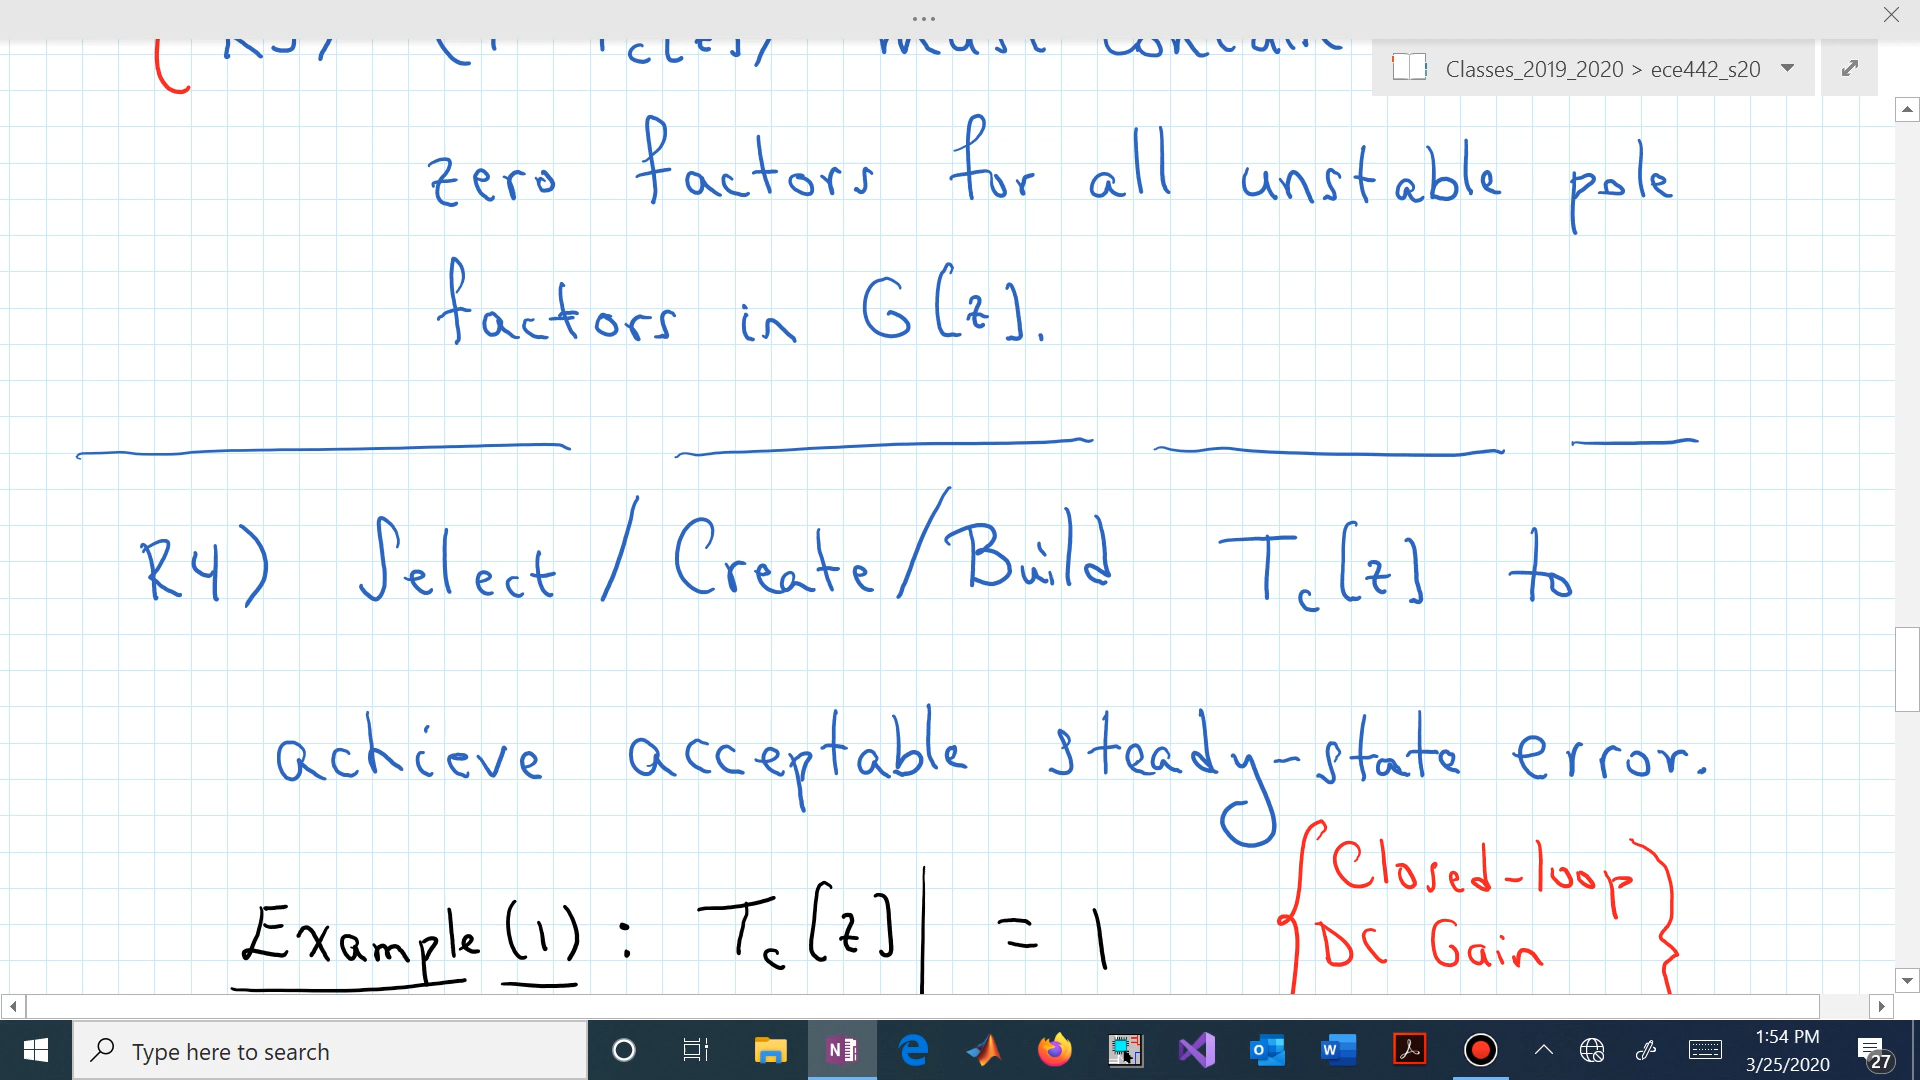 Classes_2019_2020 > ece442_s20
zero factors for all unstable pole
factors in G[z].
R4) Select / Create / Build Tc[z] to
achieve acceptable steady-state error.
Example (1) : Tc[z]| = 1
{ Closed-loop }
DC Gain
Type here to search
1:54 PM
3/25/2020
27